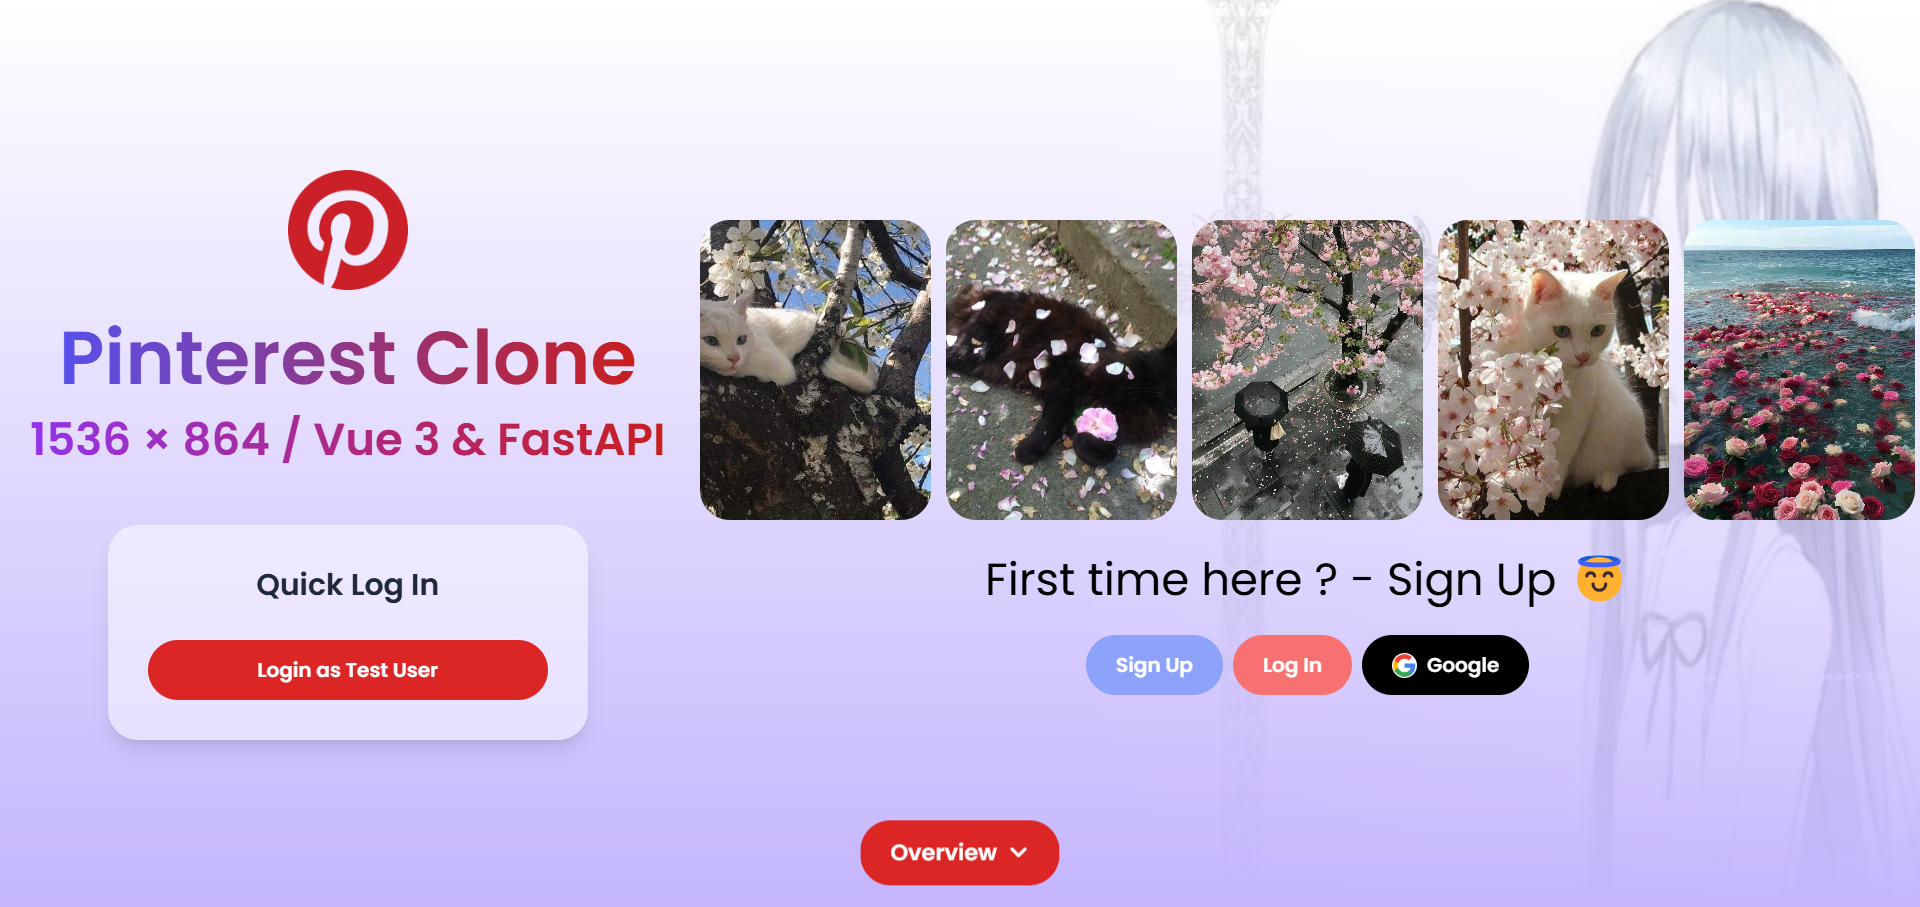 Pinterest Clone
1536 × 864 / Vue 3 & FastAPI
Quick Log In
Login as Test User
First time here ? - Sign Up 😇
Sign Up
Log In
Google
Overview